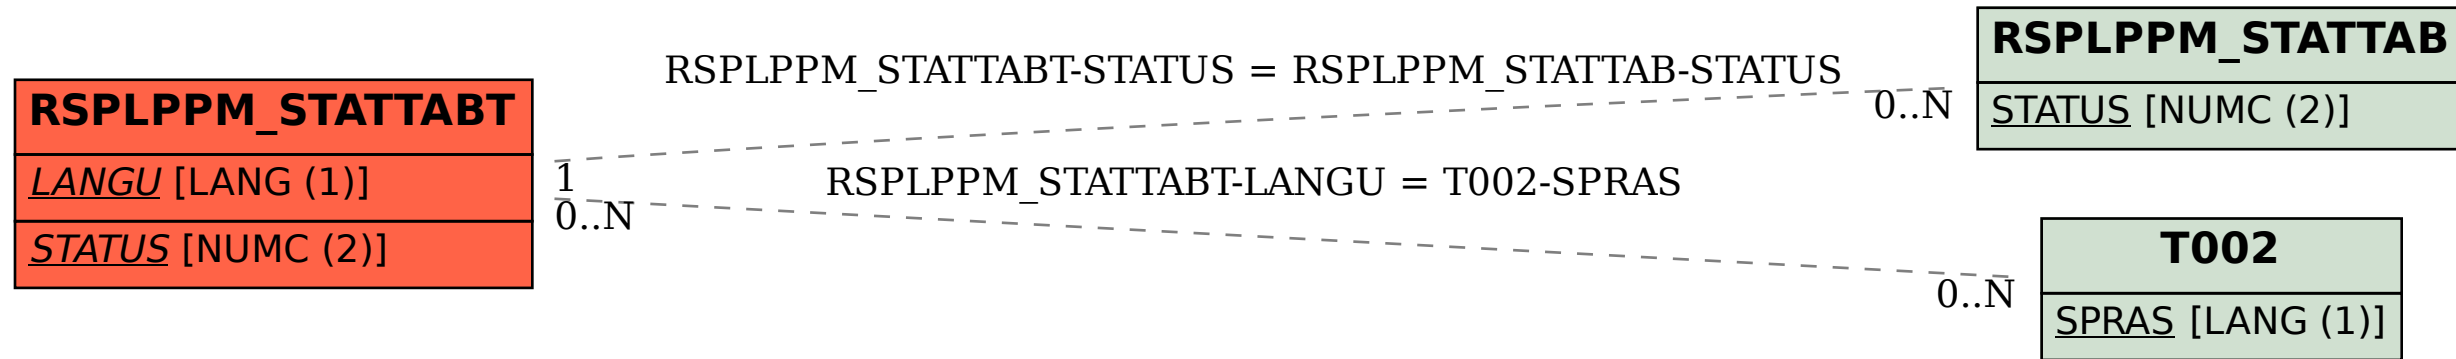 RSPLPPM_STATTABT
LANGU [LANG (1)]
STATUS [NUMC (2)]
RSPLPPM_STATTABT-STATUS = RSPLPPM_STATTAB-STATUS
1
0..N
RSPLPPM_STATTABT-LANGU = T002-SPRAS
0..N
0..N
RSPLPPM_STATTAB
STATUS [NUMC (2)]
T002
SPRAS [LANG (1)]